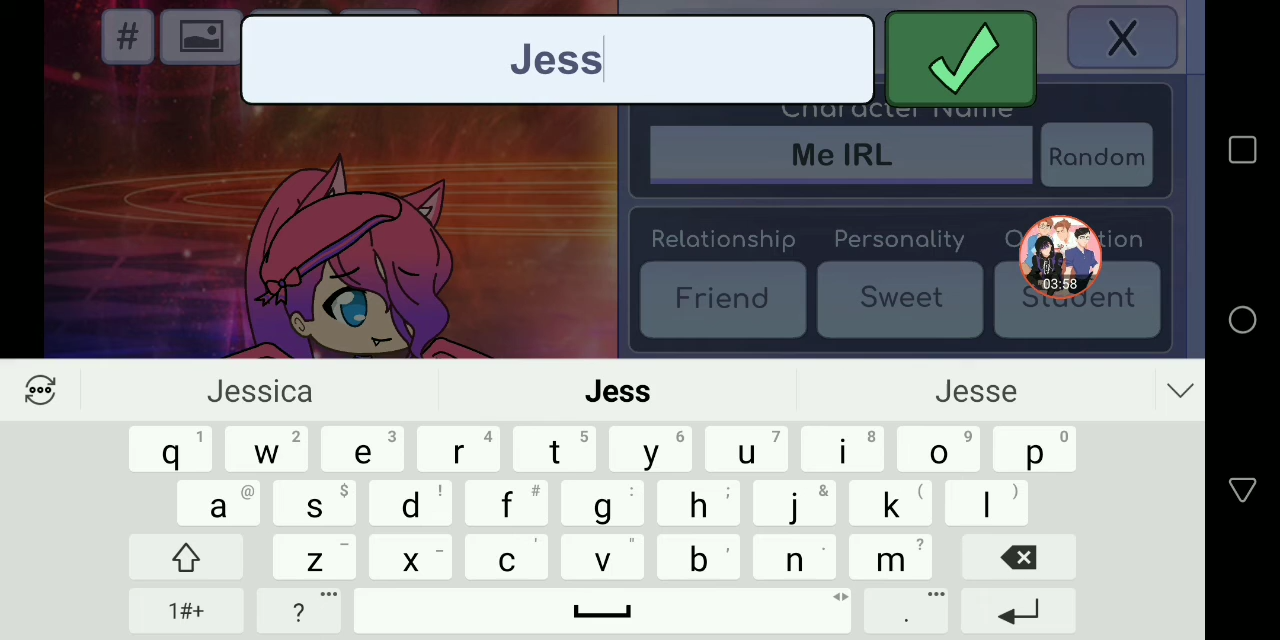 #
Jess
X
Character Name
Me IRL
Random
Relationship Personality
Friend Sweet Student
03:58
Jessica Jess Jesse
q 1 w 2 e 3 r 4 t 5 y 6 u 7 i 8 o 9 p 0
a @ s $ d ! f # g : h ; j & k ( l )
z – x - c ' v " b , n . m ?
1#+ ? .